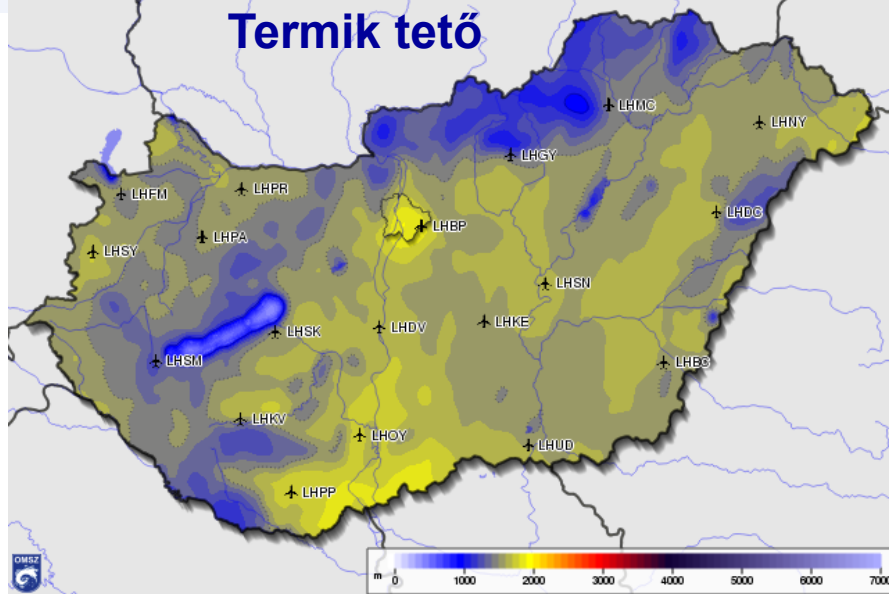 Termik tető
LHMC
LHNY
LHGY
LHFM
LHPR
LHDC
LHPA
LHBP
LHSY
LHSN
LHSK
LHDV
LHKE
LHSM
LHBC
LHKV
LHOY
LHUD
LHPP
OMSZ
m 0 1000 2000 3000 4000 5000 6000 7000